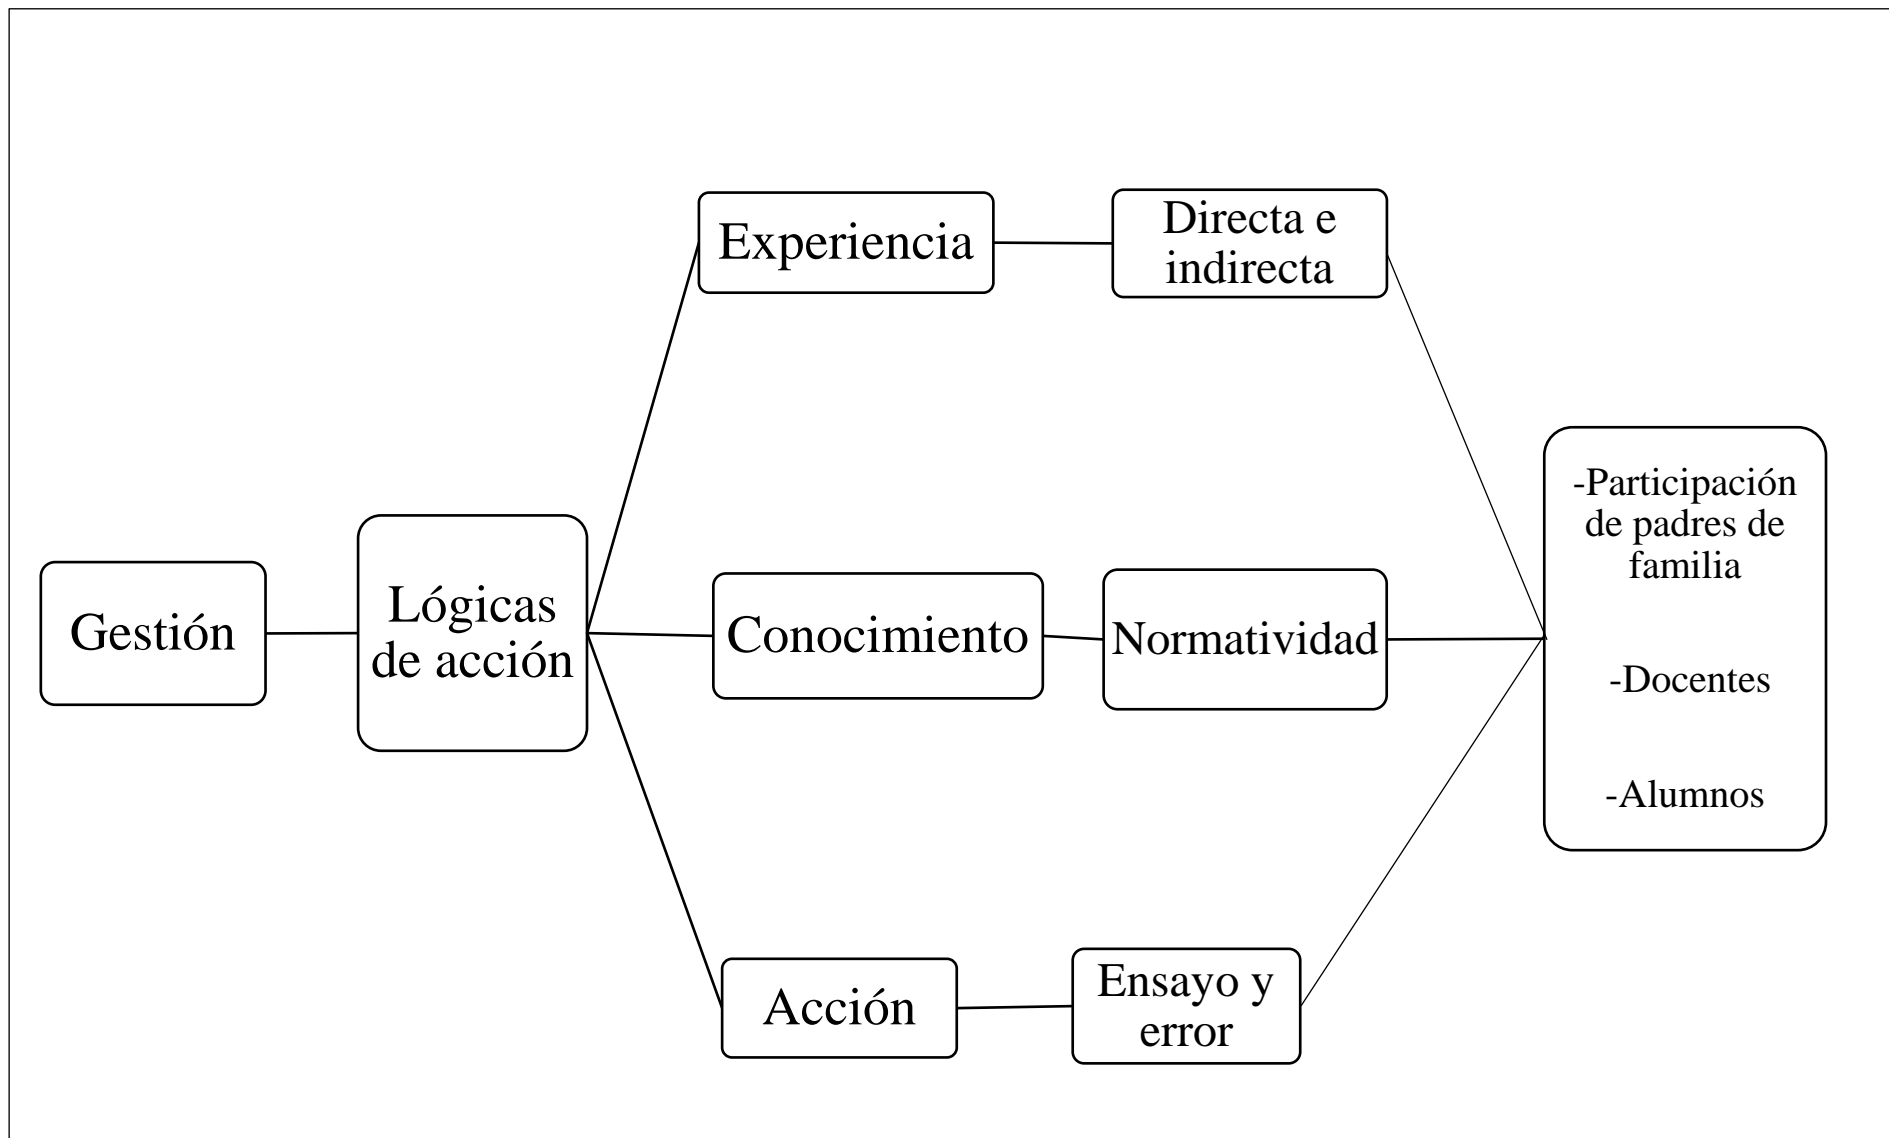 Gestión
Lógicas
de acción
Experiencia
Directa e
indirecta
Conocimiento
Normatividad
Acción
Ensayo y
error
-Participación
de padres de
familia
-Docentes
-Alumnos